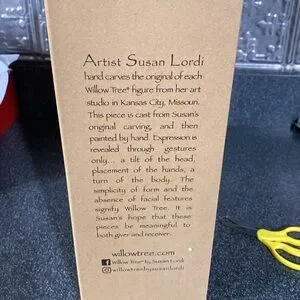 Artist Susan Lordi
hand carves the original of each
Willow Tree® figure from her art
studio in Kansas City, Missouri.
This piece is cast from Susan's
original carving, and then
painted by hand. Expression is
revealed through gestures
only... a tilt of the head,
placement of the hands, a
turn of the body. The
simplicity of form and the
absence of facial features
signify Willow Tree. It is
Susan's hope that these
pieces be meaningful to
both giver and receiver.
willowtree.com
Willow Tree® by Susan Lordi
willowtreebysusanlordi